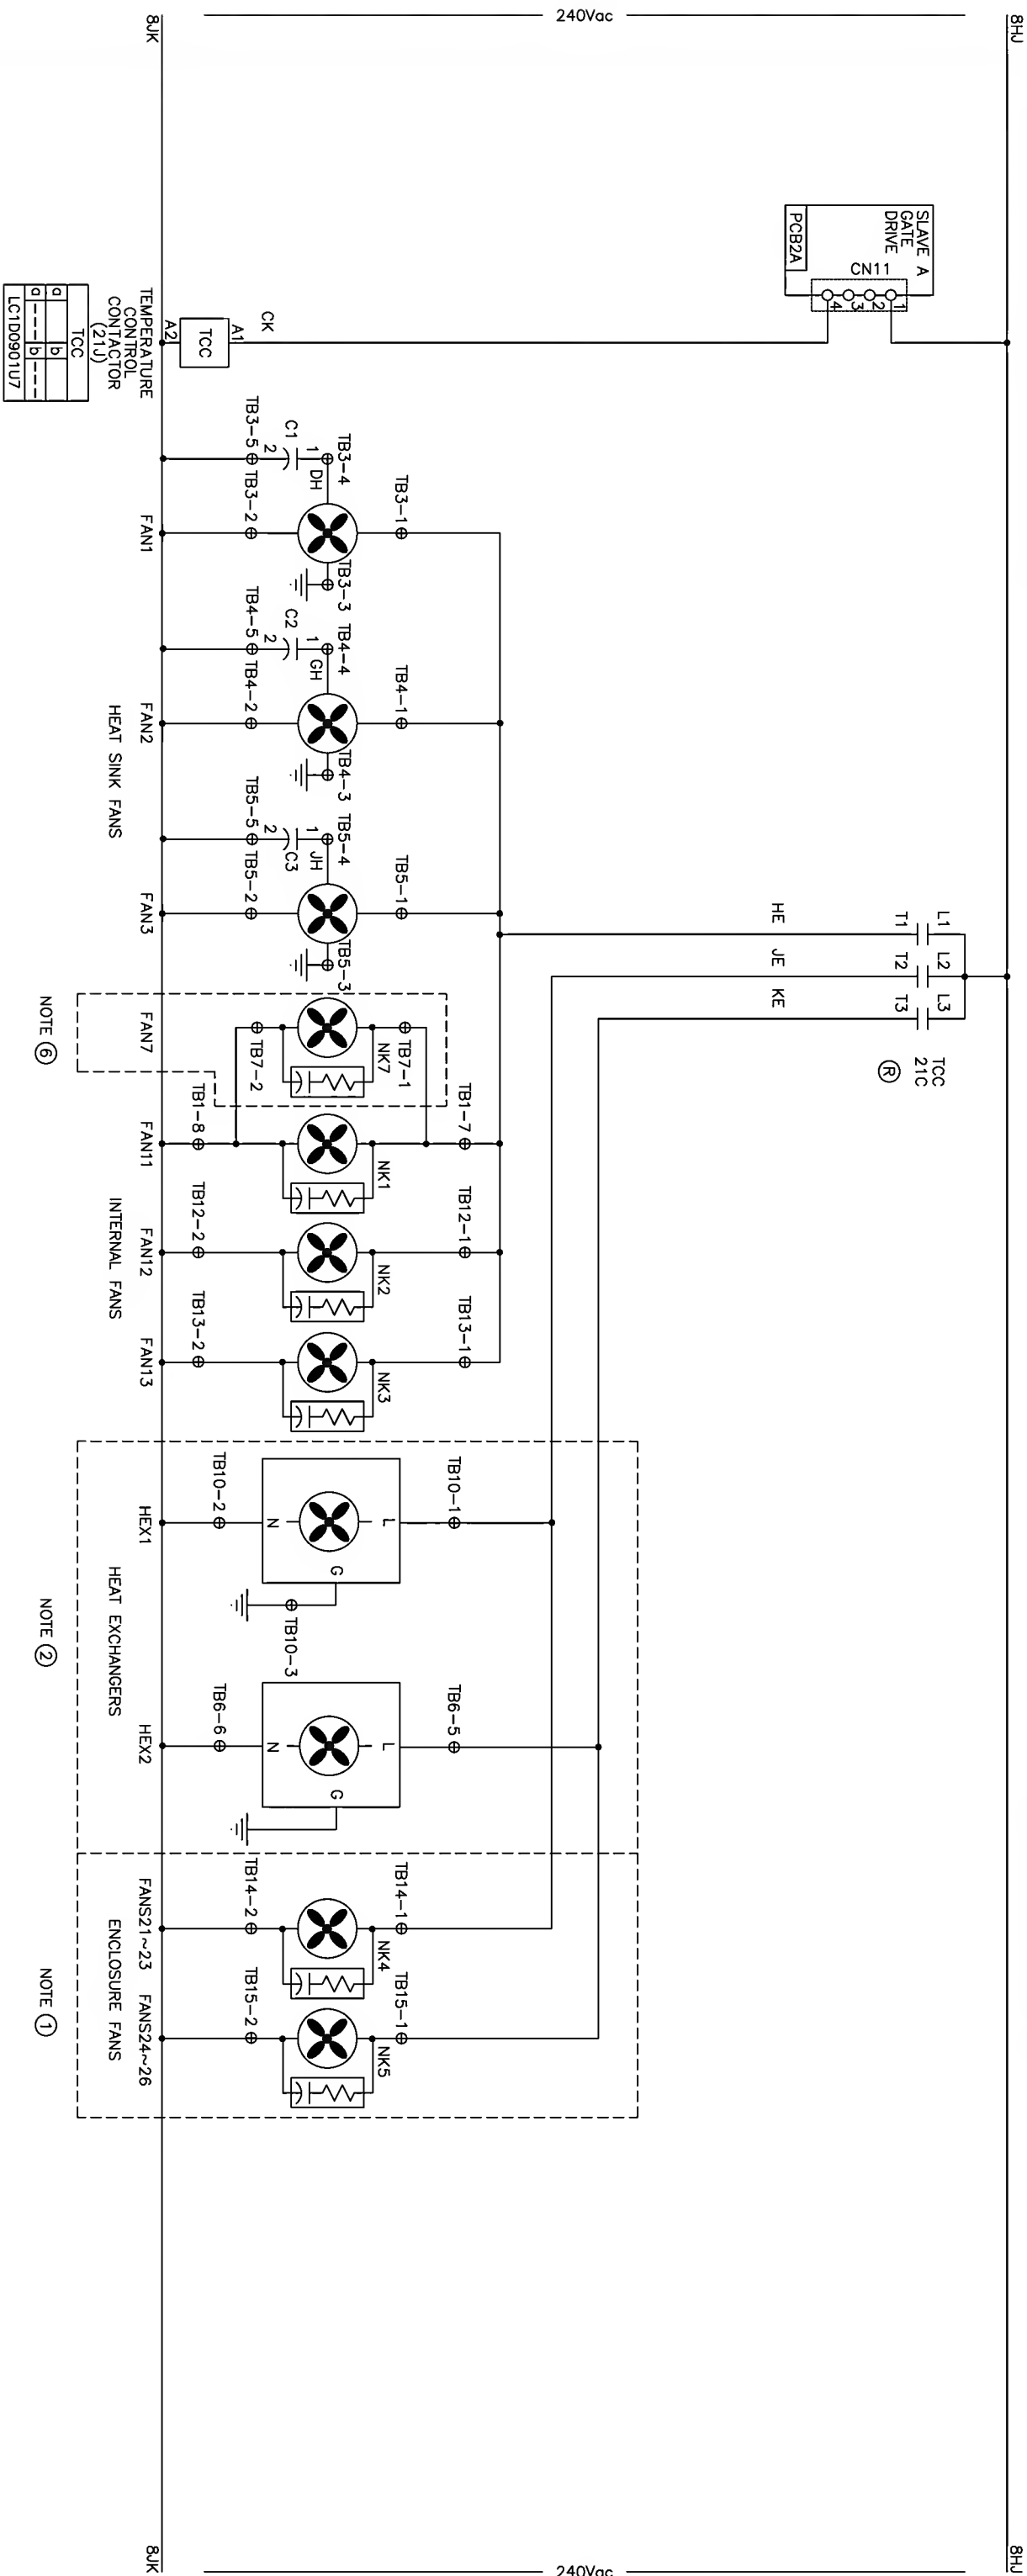 8HJ
8HJ
240Vac
240Vac
8JK
8JK
SLAVE A
GATE
DRIVE
PCB2A
CN11
1
2
3
4
CK
A1
TCC
A2
TEMPERATURE
CONTROL
CONTACTOR
(21J)
TCC
a
b
a
----
b
----
LC1D0901U7
L1
L2
L3
T1
T2
T3
TCC
21C
R
HE
JE
KE
TB3-1
TB3-4
1
DH
C1
2
TB3-5
TB3-2
TB3-3
FAN1
TB4-1
TB4-4
1
GH
C2
2
TB4-5
TB4-2
TB4-3
FAN2
HEAT SINK FANS
TB5-1
TB5-4
1
JH
C3
2
TB5-5
TB5-2
TB5-3
FAN3
TB7-1
NK7
TB7-2
FAN7
NOTE 6
TB1-7
NK1
TB1-8
FAN11
TB12-1
NK2
TB12-2
FAN12
INTERNAL FANS
TB13-1
NK3
TB13-2
FAN13
TB10-1
L
N
G
TB10-2
TB10-3
HEX1
HEAT EXCHANGERS
NOTE 2
TB6-5
L
N
G
TB6-6
HEX2
TB14-1
NK4
TB14-2
FANS21~23
TB15-1
NK5
TB15-2
FANS24~26
ENCLOSURE FANS
NOTE 1